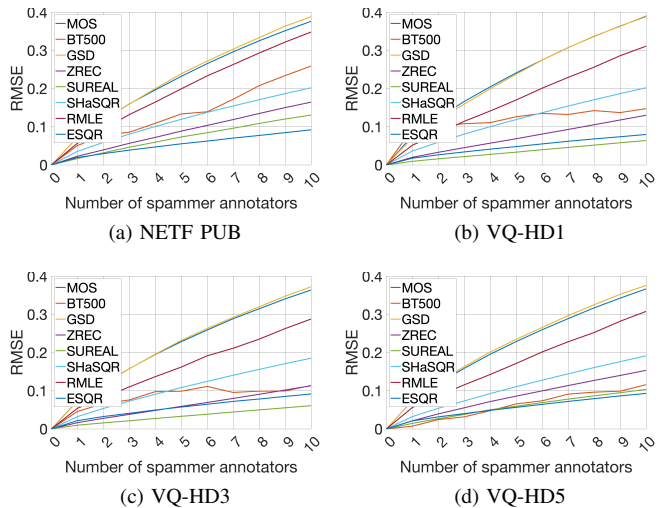 0.4
0.3
0.2
0.1
0
RMSE
MOS
BT500
GSD
ZREC
SUREAL
SHaSQR
RMLE
ESQR
0 1 2 3 4 5 6 7 8 9 10
Number of spammer annotators
(a) NETF PUB
0.4
0.3
0.2
0.1
0
RMSE
MOS
BT500
GSD
ZREC
SUREAL
SHaSQR
RMLE
ESQR
0 1 2 3 4 5 6 7 8 9 10
Number of spammer annotators
(b) VQ-HD1
0.4
0.3
0.2
0.1
0
RMSE
MOS
BT500
GSD
ZREC
SUREAL
SHaSQR
RMLE
ESQR
0 1 2 3 4 5 6 7 8 9 10
Number of spammer annotators
(c) VQ-HD3
0.4
0.3
0.2
0.1
0
RMSE
MOS
BT500
GSD
ZREC
SUREAL
SHaSQR
RMLE
ESQR
0 1 2 3 4 5 6 7 8 9 10
Number of spammer annotators
(d) VQ-HD5